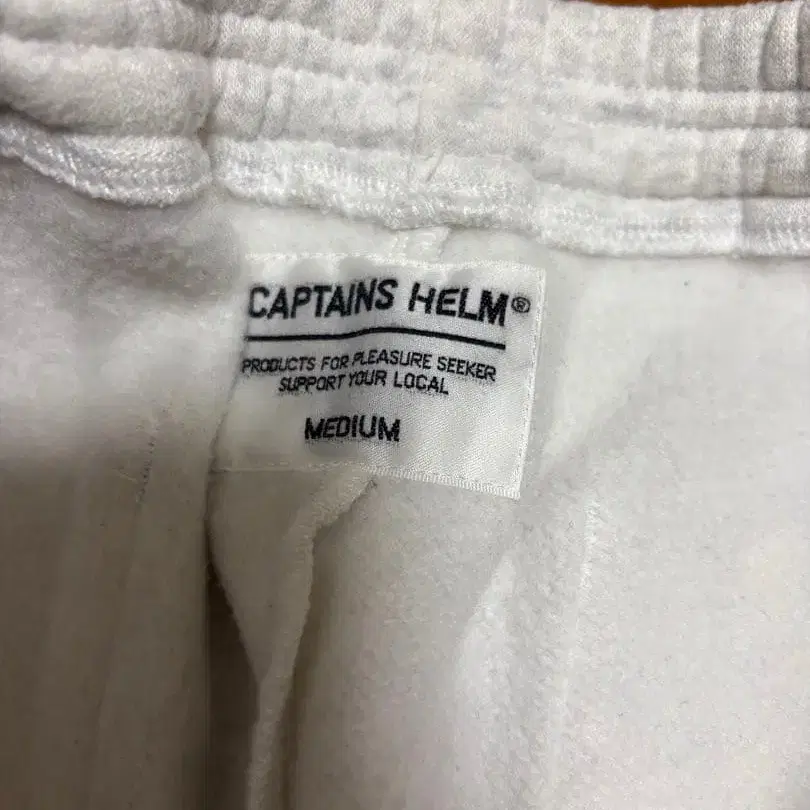 CAPTAINS HELM®
PRODUCTS FOR PLEASURE SEEKER
SUPPORT YOUR LOCAL
MEDIUM